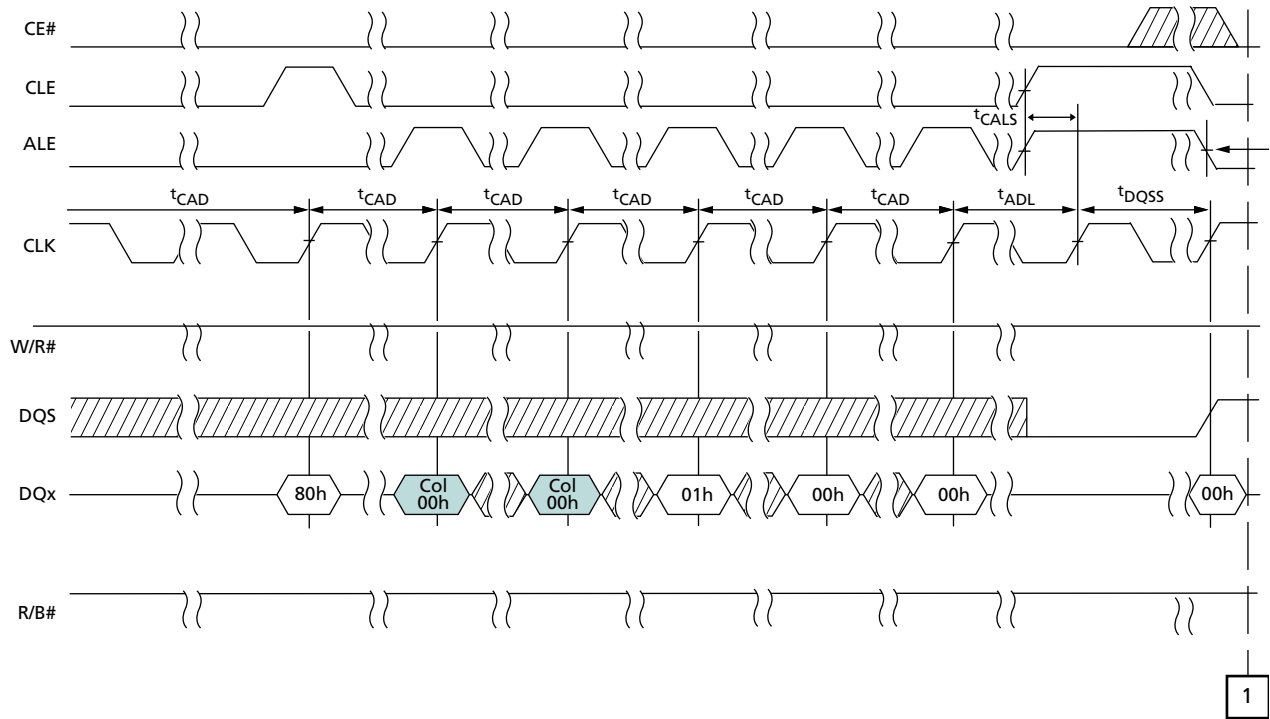 CE#
CLE
tCALS
ALE
tCAD tCAD tCAD tCAD tCAD tCAD tADL tDQSS
CLK
W/R#
DQS
DQx 80h Col 00h Col 00h 01h 00h 00h 00h
R/B#
1